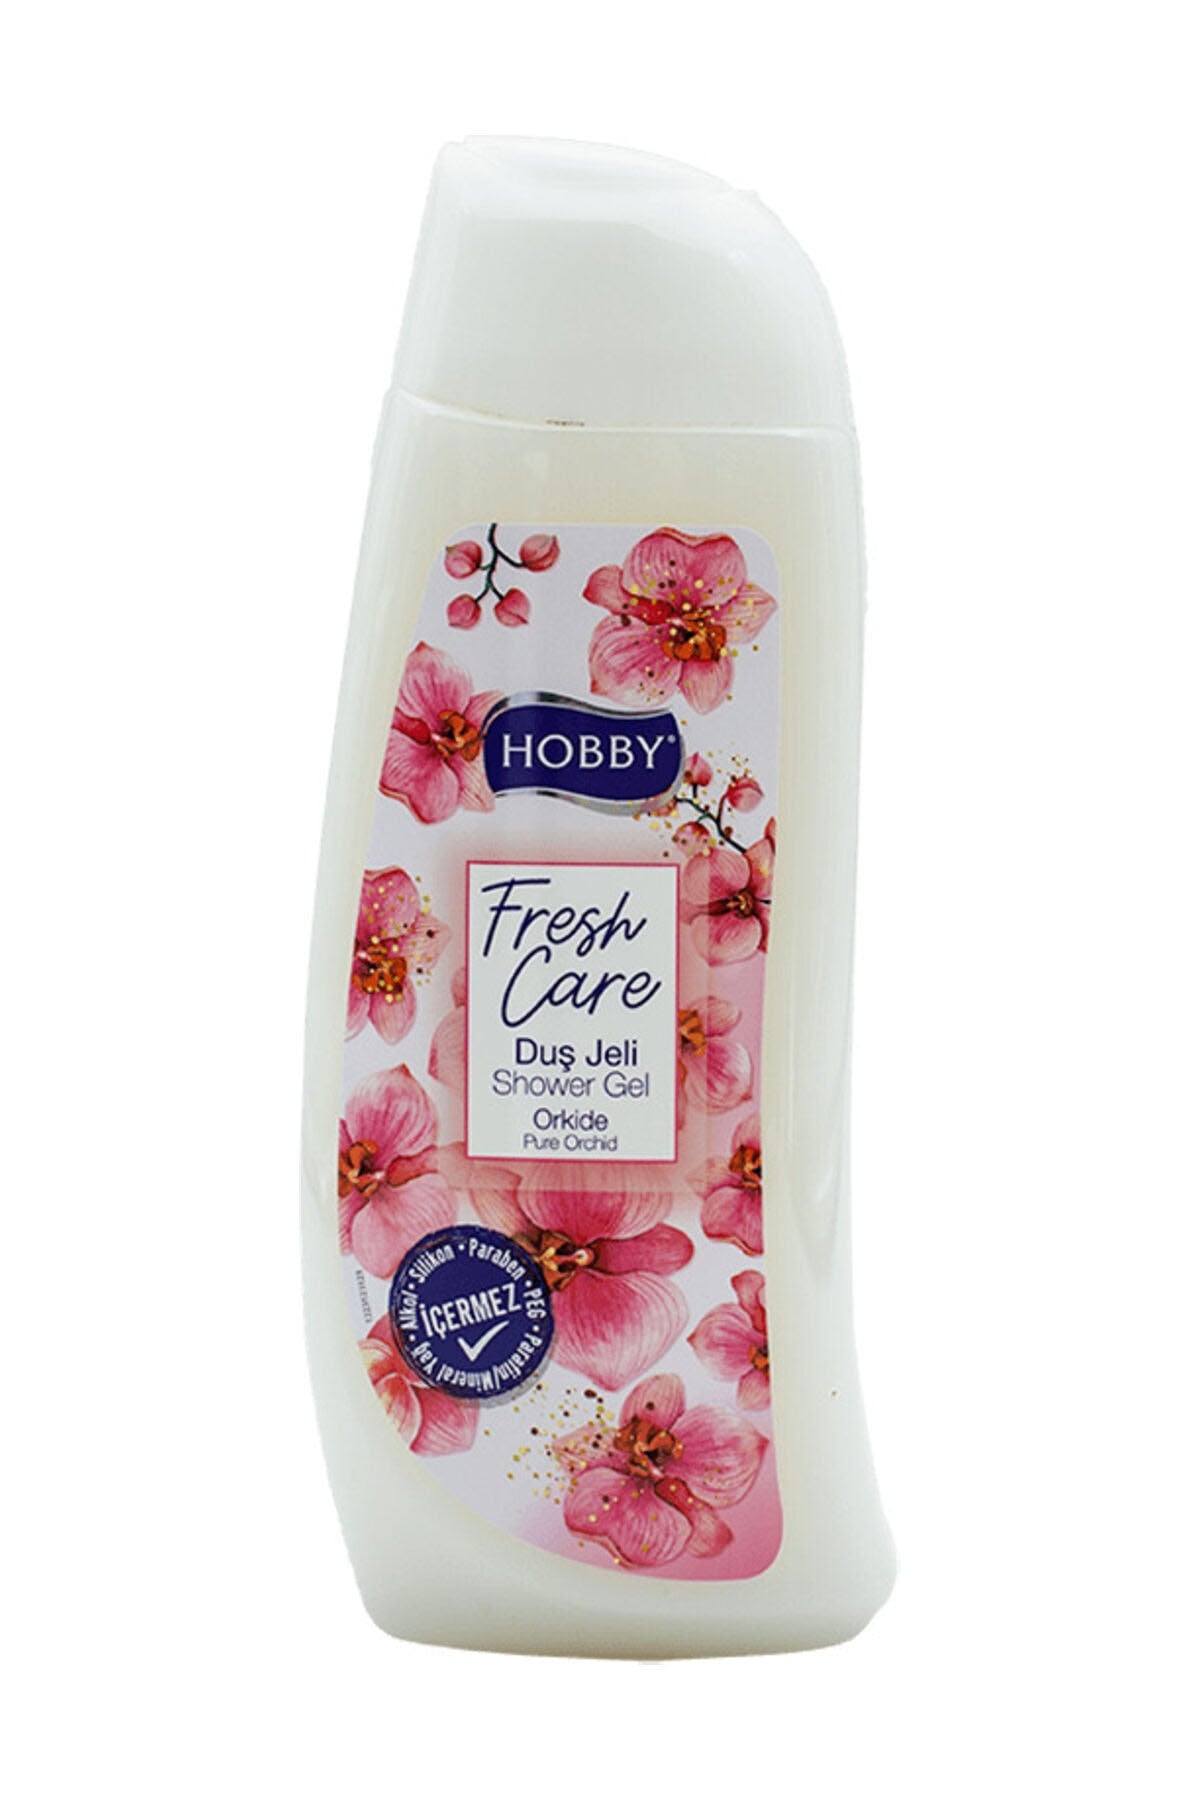 HOBBY®
Fresh
Care
Duş Jeli
Shower Gel
Orkide
Pure Orchid
Alkol • Silikon • Paraben • PEG • Parafin/Mineral Yağ •
İÇERMEZ